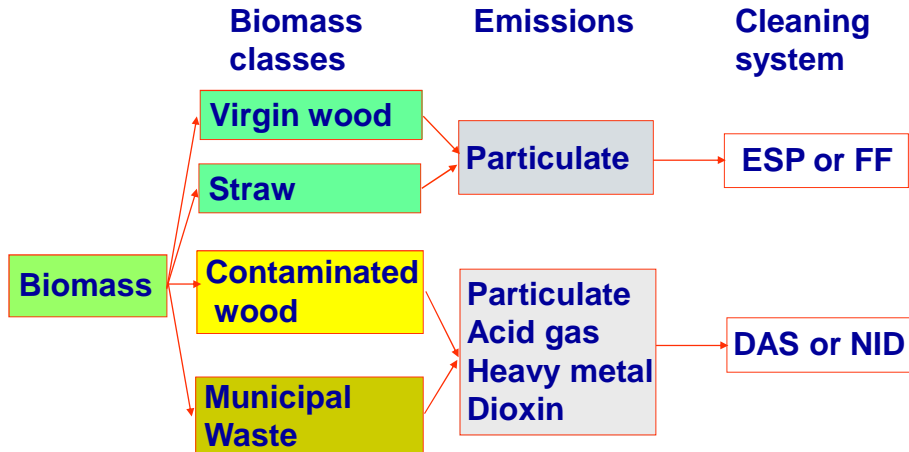 Biomass
classes
Emissions
Cleaning
system
Virgin wood
Straw
Particulate
ESP or FF
Biomass
Contaminated
wood
Municipal
Waste
Particulate
Acid gas
Heavy metal
Dioxin
DAS or NID